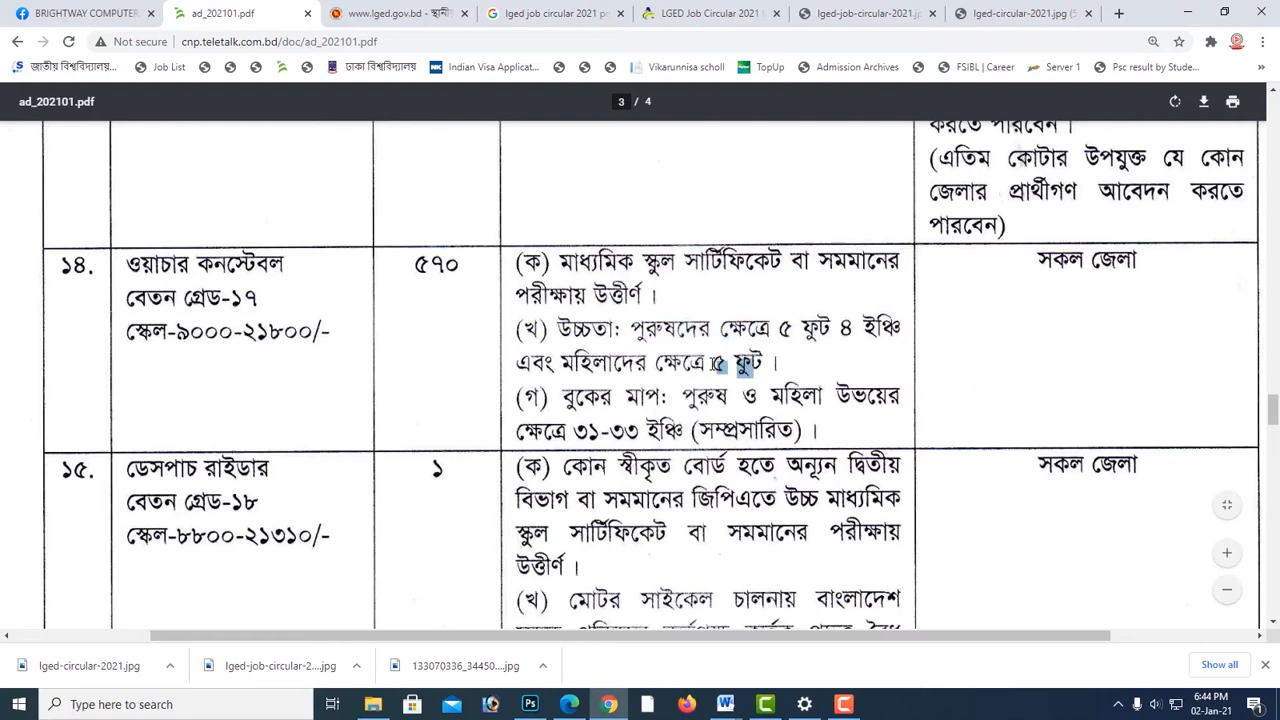 BRIGHTWAY COMPUTER
ad_202101.pdf
www.lged.gov.bd - স্থানী
lged job circular 2021 p
LGED Job Circular 2021
lged-job-circular-2021.j
lged-circular-2021.jpg (5
Not secure
cnp.teletalk.com.bd/doc/ad_202101.pdf
জাতীয় বিশ্ববিদ্যালয়...
Job List
ঢাকা বিশ্ববিদ্যালয়
Indian Visa Applicat...
Vikarunnisa scholl
TopUp
Admission Archives
FSIBL | Career
Server 1
Psc result by Stude...
»
ad_202101.pdf
3 / 4
করতে পারবেন।
(এতিম কোটার উপযুক্ত যে কোন
জেলার প্রার্থীগণ আবেদন করতে
পারবেন)
১৪.
ওয়াচার কনস্টেবল
বেতন গ্রেড-১৭
স্কেল-৯০০০-২১৮০০/-
৫৭০
(ক) মাধ্যমিক স্কুল সার্টিফিকেট বা সমমানের
পরীক্ষায় উত্তীর্ণ।
(খ) উচ্চতা: পুরুষদের ক্ষেত্রে ৫ ফুট ৪ ইঞ্চি
এবং মহিলাদের ক্ষেত্রে ৫ ফুট।
(গ) বুকের মাপ: পুরুষ ও মহিলা উভয়ের
ক্ষেত্রে ৩১-৩৩ ইঞ্চি (সম্প্রসারিত)।
সকল জেলা
১৫.
ডেসপাচ রাইডার
বেতন গ্রেড-১৮
স্কেল-৮৮০০-২১৩১০/-
১
(ক) কোন স্বীকৃত বোর্ড হতে অন্যূন দ্বিতীয়
বিভাগ বা সমমানের জিপিএতে উচ্চ মাধ্যমিক
স্কুল সার্টিফিকেট বা সমমানের পরীক্ষায়
উত্তীর্ণ।
(খ) মোটর সাইকেল চালনায় বাংলাদেশ
সকল জেলা
lged-circular-2021.jpg
lged-job-circular-2....jpg
133070336_34450....jpg
Show all
Type here to search
6:44 PM
02-Jan-21